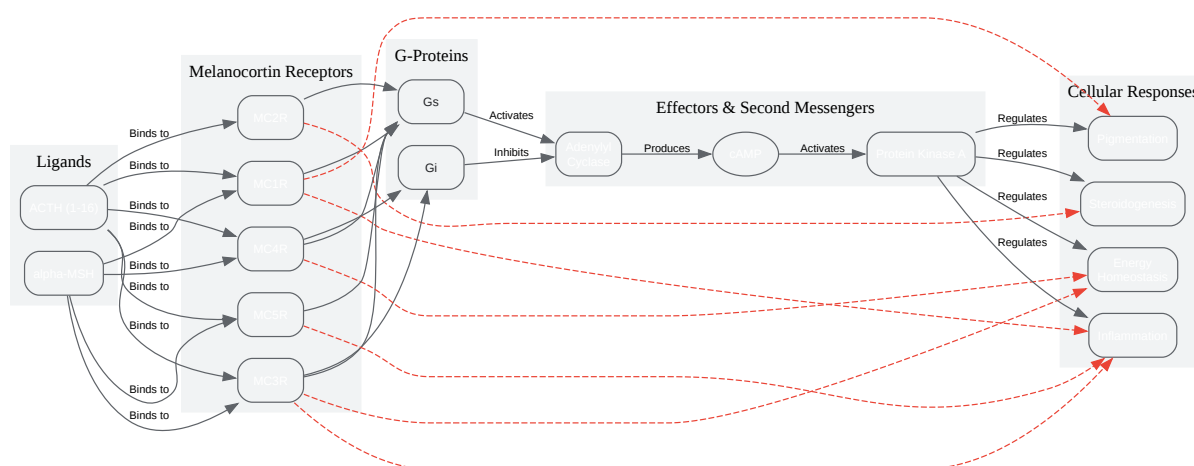 Ligands
ACTH (1-16)
alpha-MSH
Binds to
Binds to
Binds to
Binds to
Binds to
Binds to
Binds to
Binds to
Binds to
Melanocortin Receptors
MC2R
MC1R
MC4R
MC5R
MC3R
G-Proteins
Gs
Gi
Activates
Inhibits
Effectors & Second Messengers
Adenylyl
Cyclase
Produces
cAMP
Activates
Protein Kinase A
Regulates
Regulates
Regulates
Regulates
Cellular Responses
Pigmentation
Steroidogenesis
Energy
Homeostasis
Inflammation